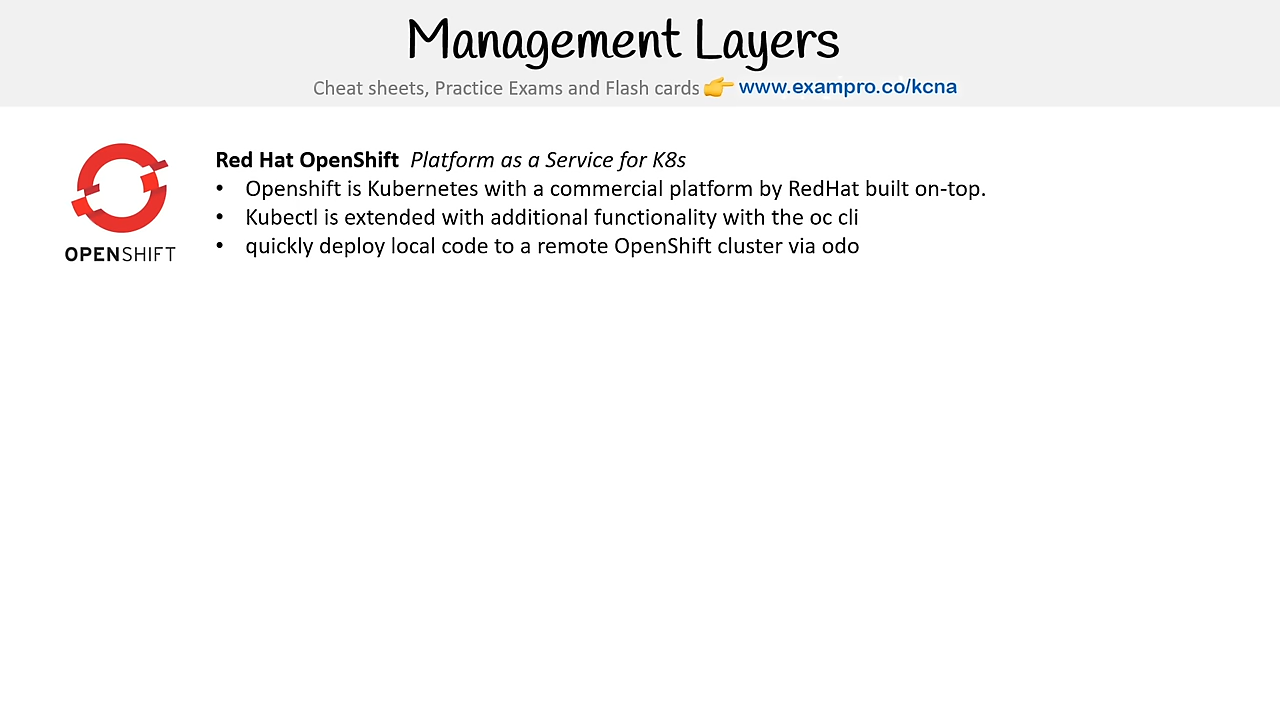 Management Layers
Cheat sheets, Practice Exams and Flash cards 👉 www.exampro.co/kcna
Red Hat OpenShift Platform as a Service for K8s
• Openshift is Kubernetes with a commercial platform by RedHat built on-top.
• Kubectl is extended with additional functionality with the oc cli
• quickly deploy local code to a remote OpenShift cluster via odo
OPENSHIFT